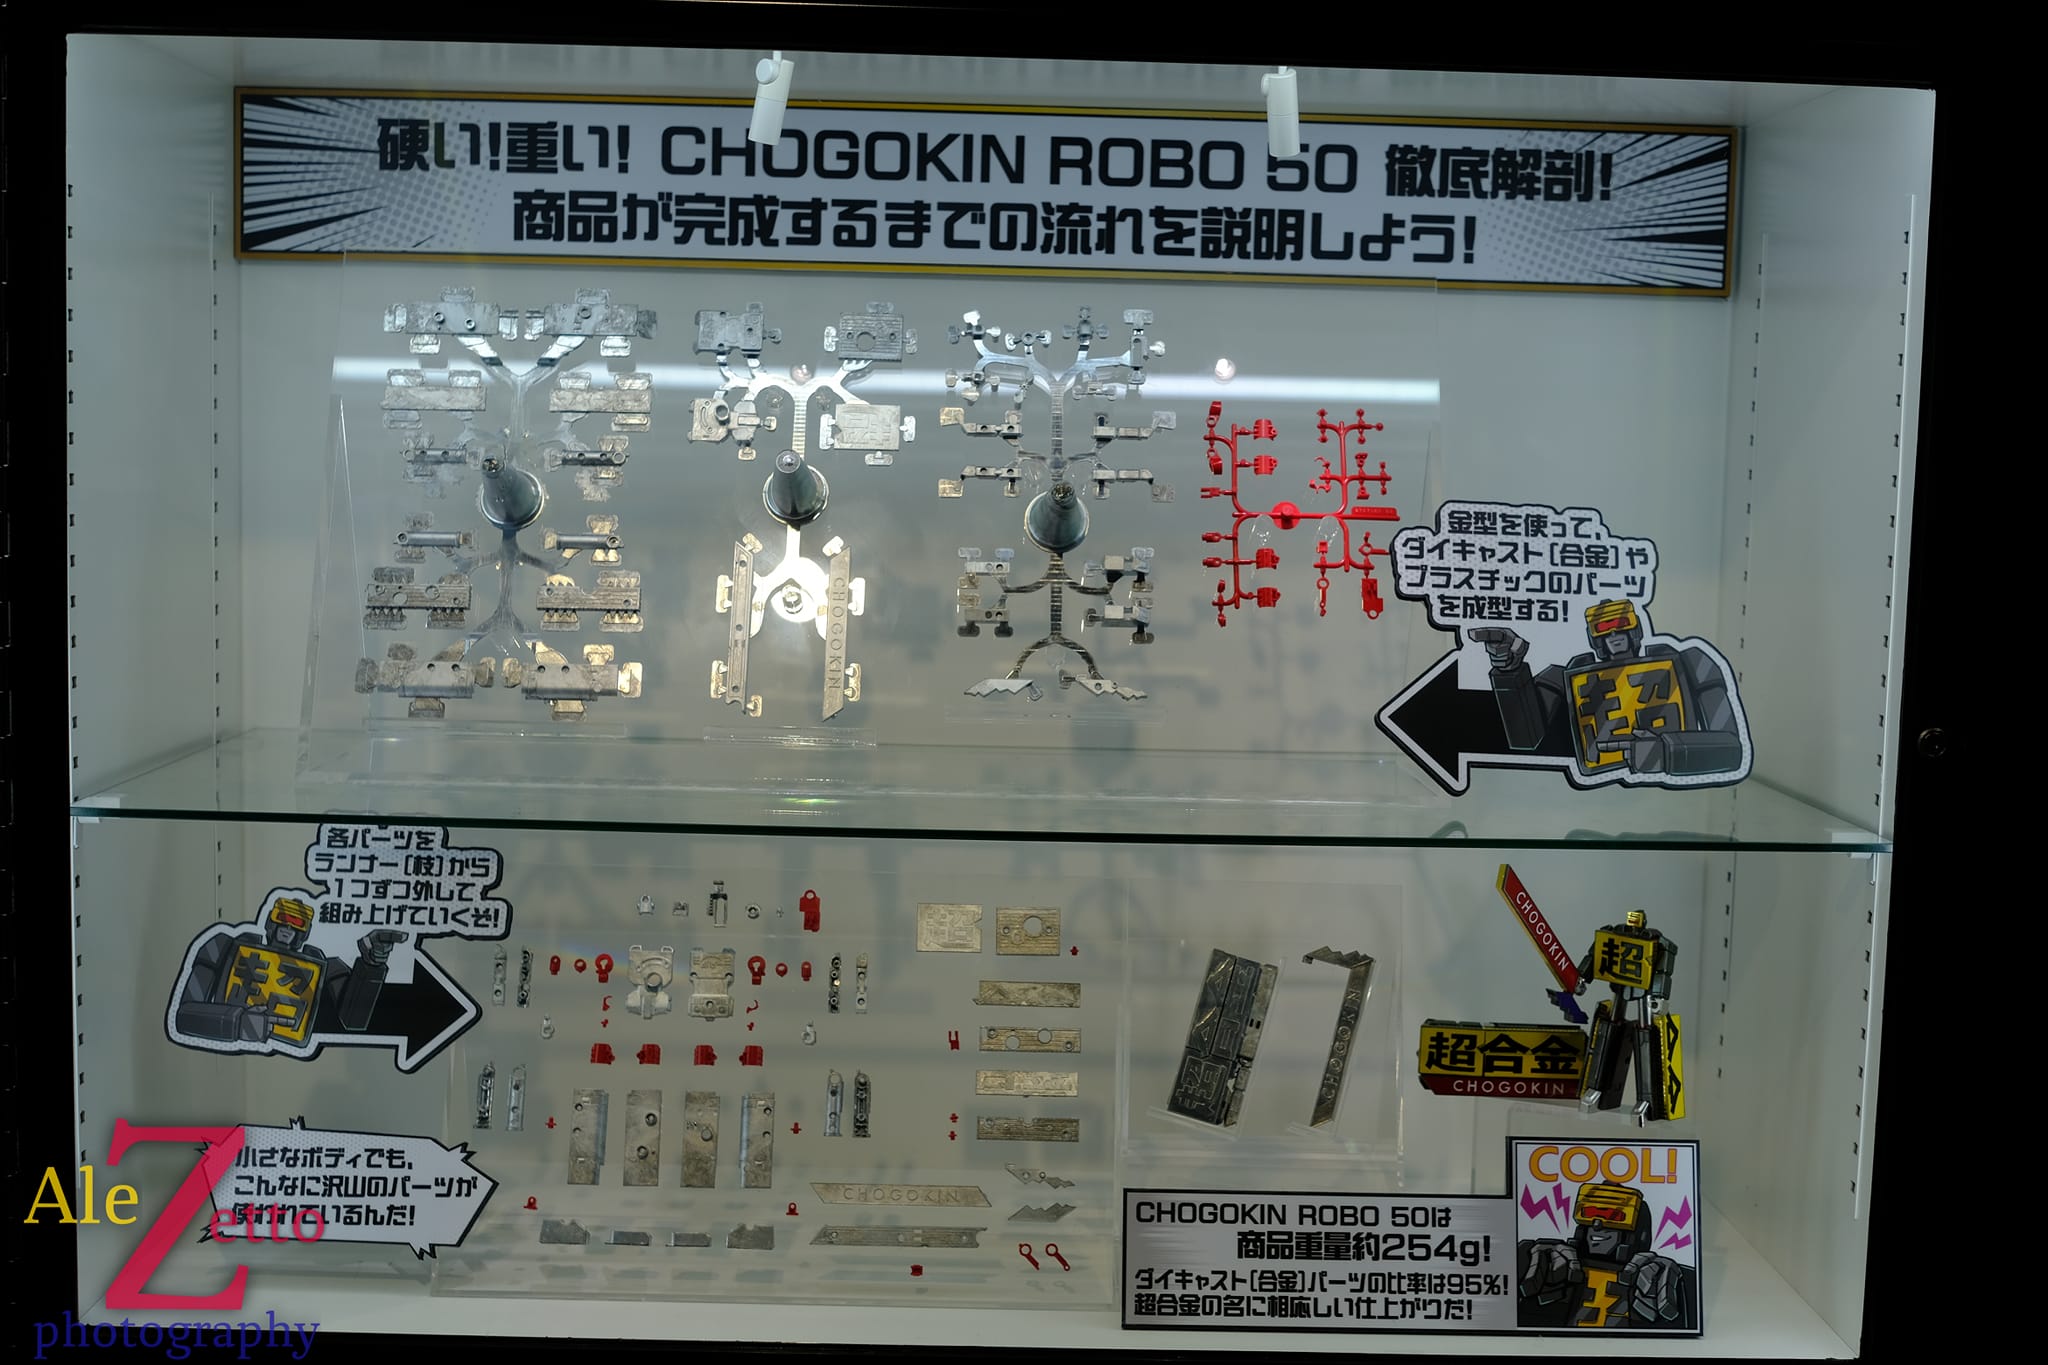 硬い!重い! CHOGOKIN ROBO 50 徹底解剖!
商品が完成するまでの流れを説明しよう!
CHOGOKIN
金型を使って、
ダイキャスト[合金]や
プラスチックのパーツ
を成型する!
超
各パーツを
ランナー[枝]から
1つずつ外して
組み上げていくぞ!
超
CHOGOKIN
超
超合金
CHOGOKIN
CHOGOKIN
CHOGOKIN
小さなボディでも、
こんなに沢山のパーツが
使われているんだ!
COOL!
CHOGOKIN ROBO 50は
商品重量約254g!
ダイキャスト[合金]パーツの比率は95%!
超合金の名に相応しい仕上がりだ!
AleZetto
photography